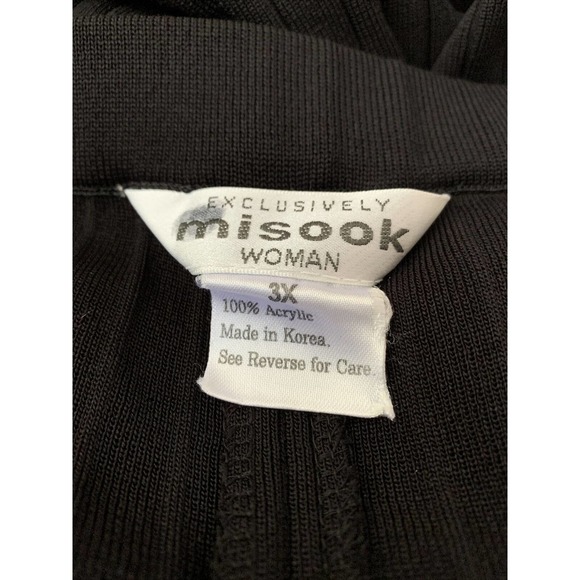 EXCLUSIVELY
misook
WOMAN
3X
100% Acrylic
Made in Korea.
See Reverse for Care.